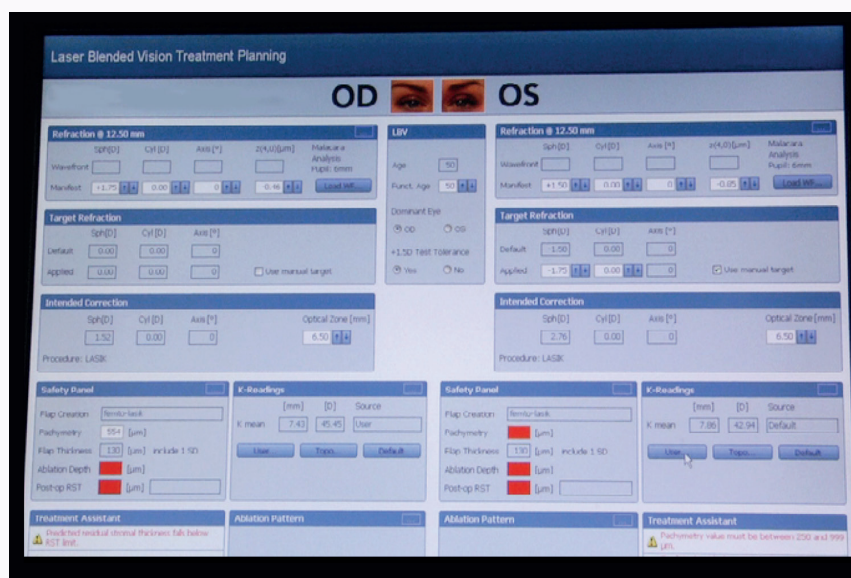 Laser Blended Vision Treatment Planning
OD OS
Refraction @ 12.50 mm
Sph[D] Cyl [D] Axis [°] z(4,0)[µm] Malacara
Analysis
Pupil: 6mm
Wavefront
Manifest +1.75 0.00 0 Load WF...
LBV
Age 50
Funct. Age 50
Dominant Eye
OD OS
+1.5D Test Tolerance
Yes No
Refraction @ 12.50 mm
Sph[D] Cyl[D] Axis [°] z(4,0)[µm] Malacara
Analysis
Pupil: 6mm
Wavefront
Manifest +1.50 0.00 0 -0.85 Load WF...
Target Refraction
Sph[D] Cyl [D] Axis [°]
Default 0.00 0.00 0
Applied 0.00 0.00 0 Use manual target
Target Refraction
Sph[D] Cyl[D] Axis [°]
Default 1.50 0.00 0
Applied -1.75 0.00 0 Use manual target
Intended Correction
Sph[D] Cyl [D] Axis [°] Optical Zone [mm]
1.52 0.00 0 6.50
Procedure: LASIK
Intended Correction
Sph[D] Cyl [D] Axis [°] Optical Zone [mm]
2.76 0.00 0 6.50
Procedure: LASIK
Safety Panel
Flap Creation femto-lasik
Pachymetry 554 [µm]
Flap Thickness 130 [µm] include 1 SD
Ablation Depth [µm]
Post-op RST [µm]
K-Readings
[mm] [D] Source
K mean 7.43 45.45 User
User... Topo... Default
Safety Panel
Flap Creation femto-lasik
Pachymetry [µm]
Flap Thickness 130 [µm] include 1 SD
Ablation Depth [µm]
Post-op RST [µm]
K-Readings
[mm] [D] Source
K mean 7.86 42.94 Default
User... Topo... Default
Treatment Assistant
Predicted residual stromal thickness falls below
RST limit.
Ablation Pattern
Ablation Pattern
Treatment Assistant
Pachymetry value must be between 250 and 999
µm.